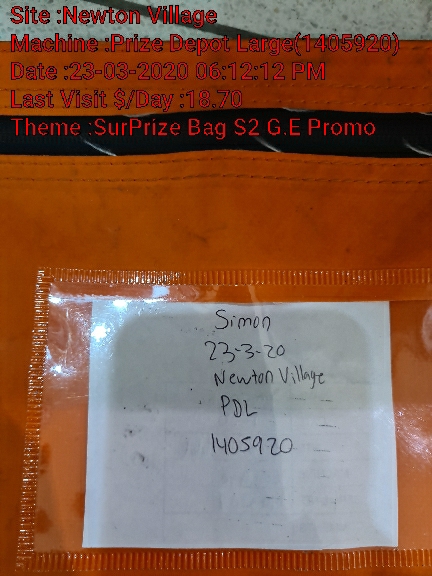 Site :Newton Village
Machine :Prize Depot Large(1405920)
Date :23-03-2020 06:12:12 PM
Last Visit $/Day :18.70
Theme :SurPrize Bag S2 G.E Promo
Simon
23-3-20
Newton Village
PDL
1405920